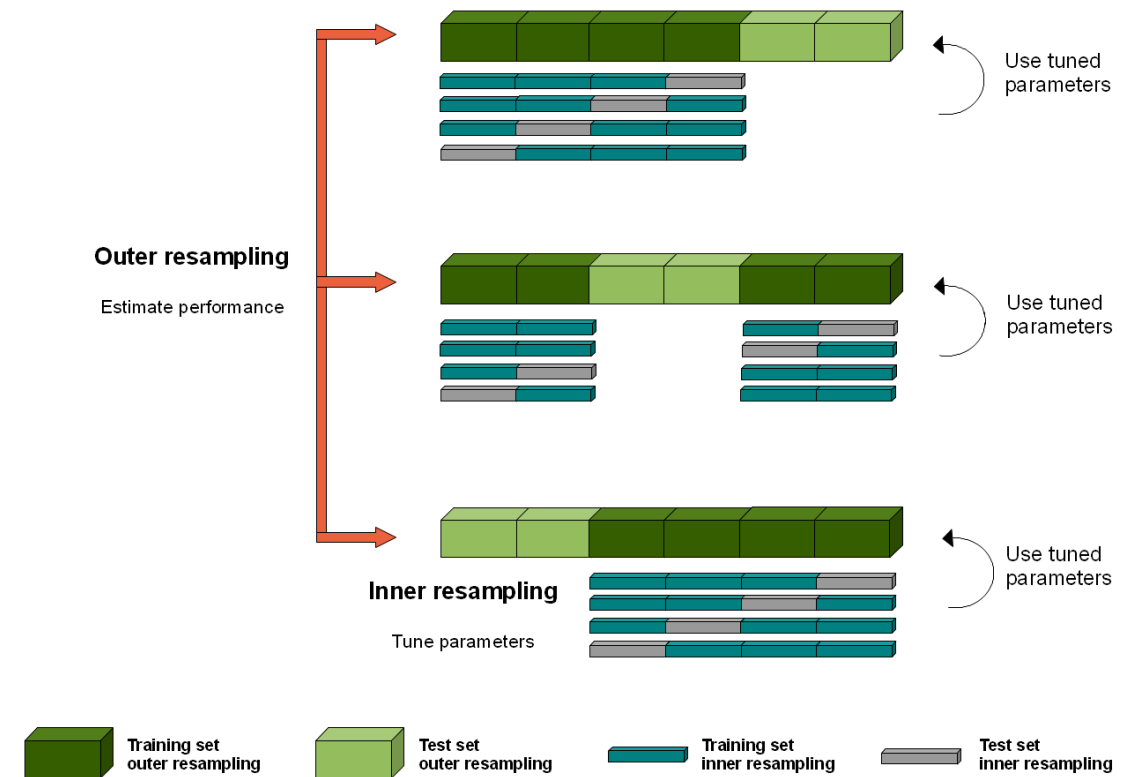 Use tuned
parameters
Outer resampling
Estimate performance
Use tuned
parameters
Inner resampling
Tune parameters
Use tuned
parameters
Training set
outer resampling
Test set
outer resampling
Training set
inner resampling
Test set
inner resampling